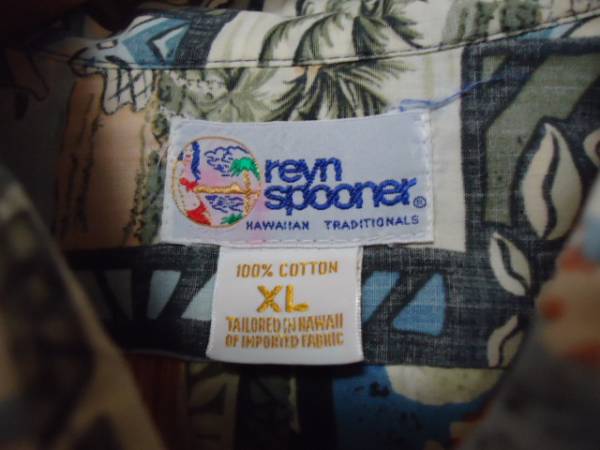 reyn
spooner®
HAWAIIAN TRADITIONALS
100% COTTON
XL
TAILORED IN HAWAII
OF IMPORTED FABRIC